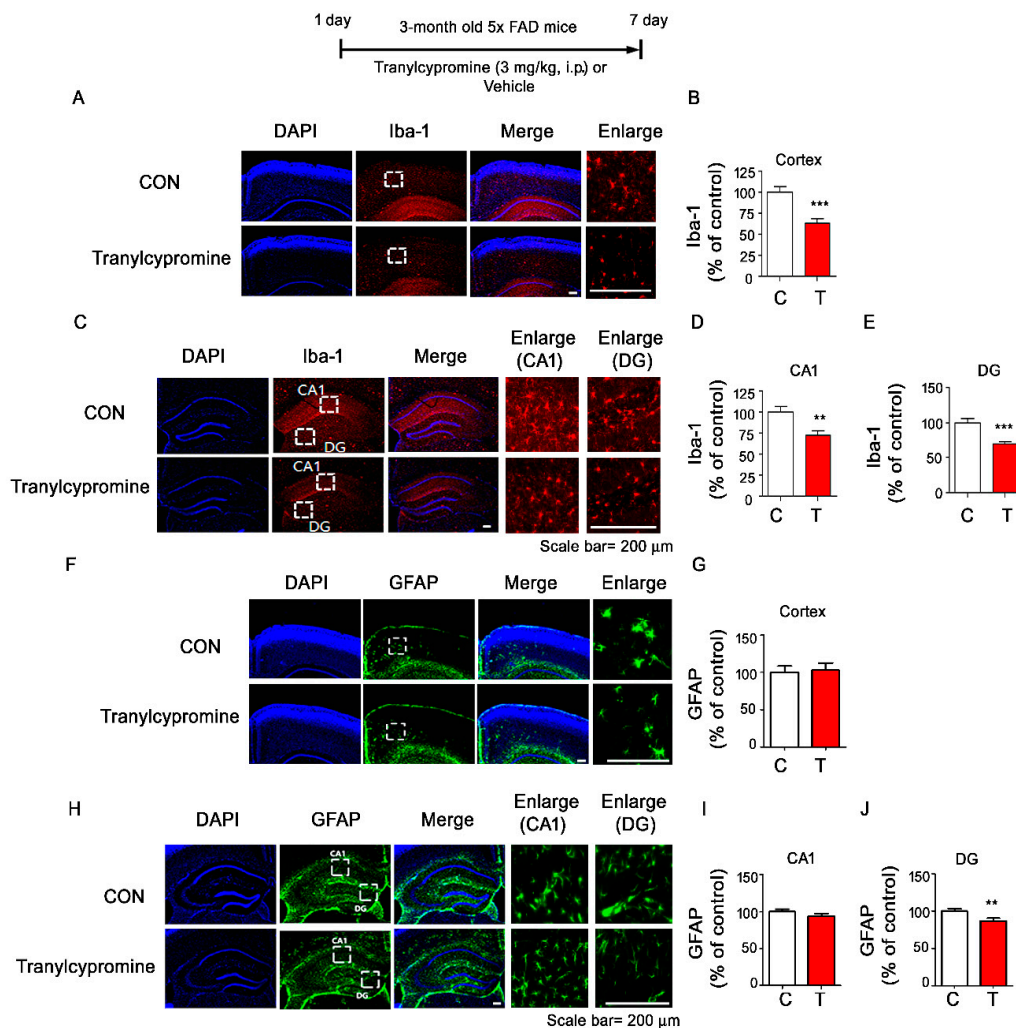 1 day
3-month old 5x FAD mice
7 day
Tranylcypromine (3 mg/kg, i.p.) or
Vehicle
A
DAPI
Iba-1
Merge
Enlarge
CON
Tranylcypromine
B
Cortex
Iba-1
(% of control)
125
100
75
50
25
0
***
C
T
C
DAPI
Iba-1
Merge
Enlarge
(CA1)
Enlarge
(DG)
CON
Tranylcypromine
CA1
DG
CA1
DG
Scale bar= 200 µm
D
CA1
Iba-1
(% of control)
125
100
75
50
25
0
**
C
T
E
DG
Iba-1
(% of control)
150
100
50
0
***
C
T
F
DAPI
GFAP
Merge
Enlarge
CON
Tranylcypromine
G
Cortex
GFAP
(% of control)
150
100
50
0
C
T
H
DAPI
GFAP
Merge
Enlarge
(CA1)
Enlarge
(DG)
CON
Tranylcypromine
CA1
DG
CA1
DG
Scale bar= 200 µm
I
CA1
GFAP
(% of control)
150
100
50
0
C
T
J
DG
GFAP
(% of control)
150
100
50
0
**
C
T